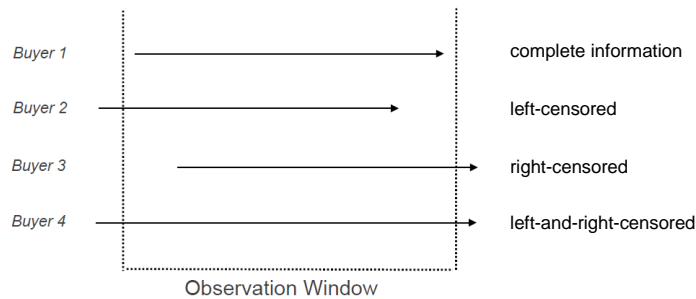 Buyer 1 complete information
Buyer 2 left-censored
Buyer 3 right-censored
Buyer 4 left-and-right-censored
Observation Window